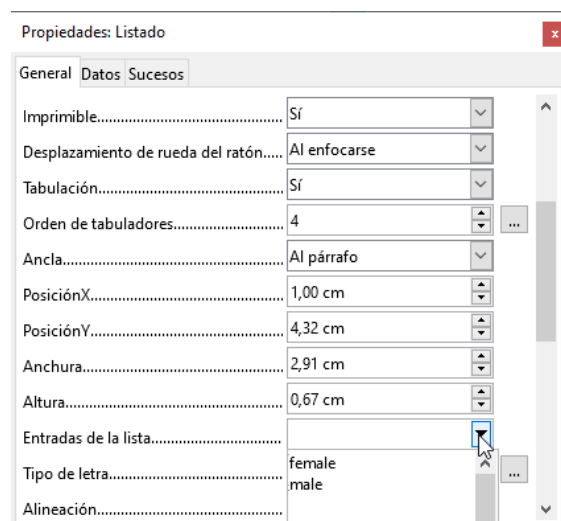 Propiedades: Listado
x
General Datos Sucesos
Imprimible............................................. Sí
Desplazamiento de rueda del ratón..... Al enfocarse
Tabulación............................................. Sí
Orden de tabuladores........................ 4 ...
Ancla...................................................... Al párrafo
PosiciónX............................................... 1,00 cm
PosiciónY............................................... 4,32 cm
Anchura................................................. 2,91 cm
Altura..................................................... 0,67 cm
Entradas de la lista................................
Tipo de letra........................................... female ...
male
Alineación..............................................